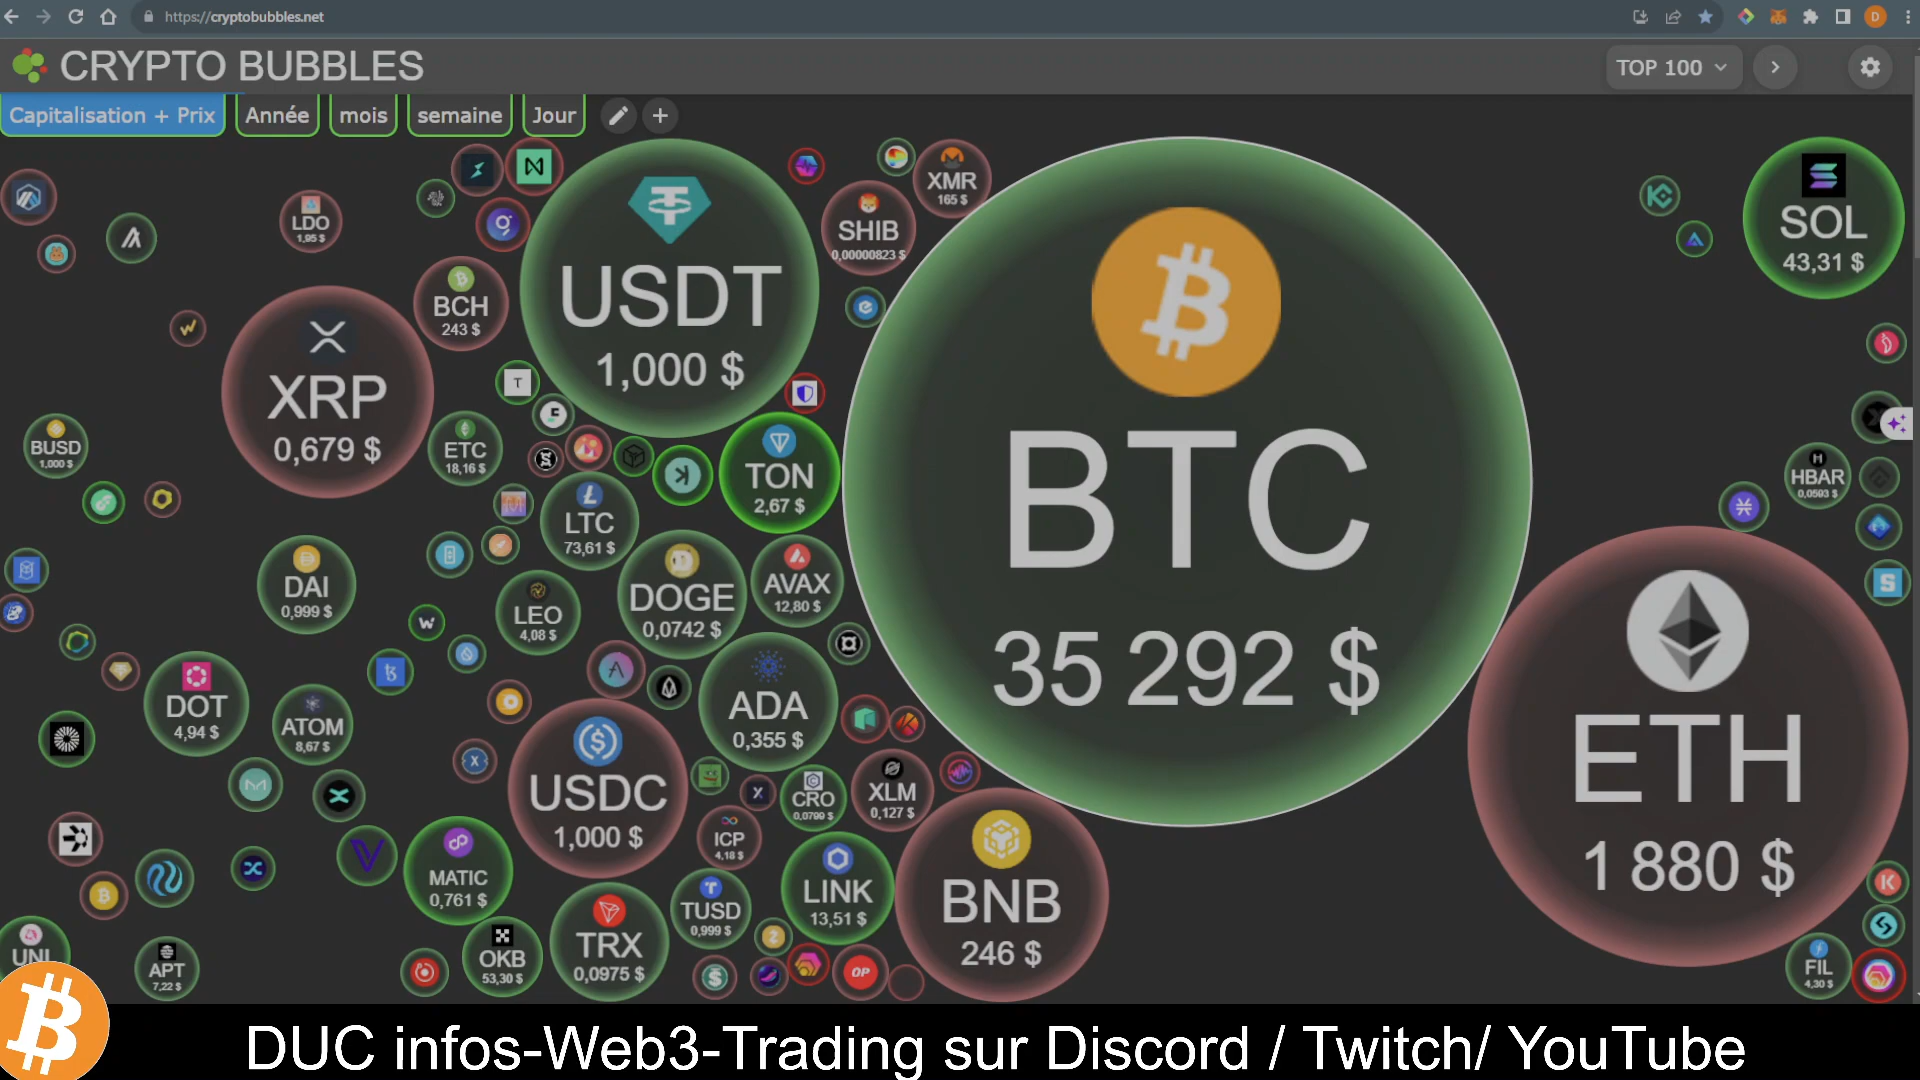 https://cryptobubbles.net
D
CRYPTO BUBBLES
TOP 100
Capitalisation + Prix
Année
mois
semaine
Jour
USDT
1,000 $
XMR
165 $
SHIB
0,00000823 $
LDO
1,95 $
BCH
243 $
BTC
35 292 $
SOL
43,31 $
XRP
0,679 $
T
ETC
18,16 $
BUSD
1,000 $
TON
2,67 $
HBAR
0,0593 $
LTC
73,61 $
DAI
0,999 $
LEO
4,08 $
DOGE
0,0742 $
AVAX
12,80 $
ADA
0,355 $
ETH
1 880 $
DOT
4,94 $
ATOM
8,67 $
USDC
1,000 $
CRO
0,0799 $
XLM
0,127 $
ICP
4,18 $
MATIC
0,761 $
LINK
13,51 $
BNB
246 $
TUSD
0,999 $
TRX
0,0975 $
OKB
53,30 $
OP
UNI
APT
7,22 $
FIL
4,30 $
DUC infos-Web3-Trading sur Discord / Twitch/ YouTube